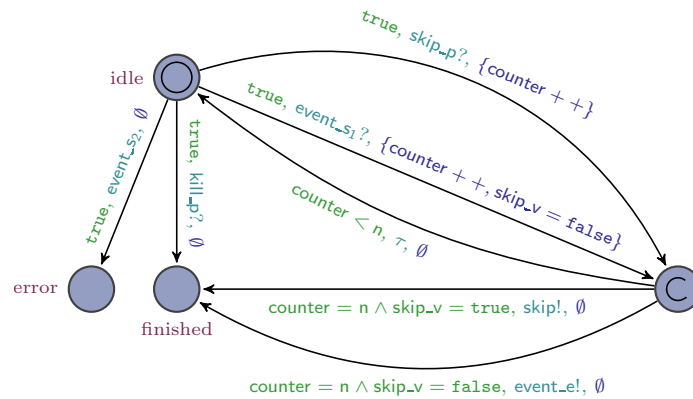 true, skip_p?, {counter + +}
idle
true, event_s₁?, {counter + +, skip_v = false}
true, event_s₂, ∅
true, kill_p?, ∅
counter < n, τ, ∅
error
finished
counter = n ∧ skip_v = true, skip!, ∅
counter = n ∧ skip_v = false, event_e!, ∅